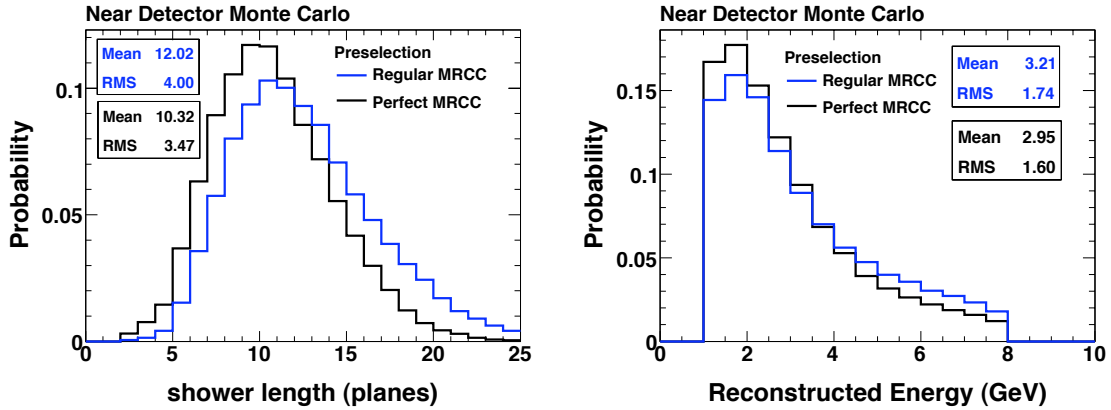 Near Detector Monte Carlo
Mean 12.02
RMS 4.00
Mean 10.32
RMS 3.47
Preselection
Regular MRCC
Perfect MRCC
Probability
0.1
0.05
0
0 5 10 15 20 25
shower length (planes)
Near Detector Monte Carlo
Preselection
Regular MRCC
Perfect MRCC
Mean 3.21
RMS 1.74
Mean 2.95
RMS 1.60
Probability
0.15
0.1
0.05
0
0 2 4 6 8 10
Reconstructed Energy (GeV)